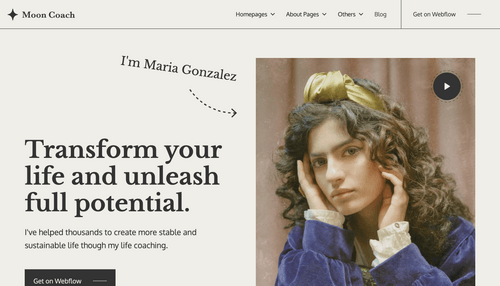 Moon Coach
Homepages
About Pages
Others
Blog
Get on Webflow
I'm Maria Gonzalez
Transform your
life and unleash
full potential.
I've helped thousands to create more stable and
sustainable life though my life coaching.
Get on Webflow